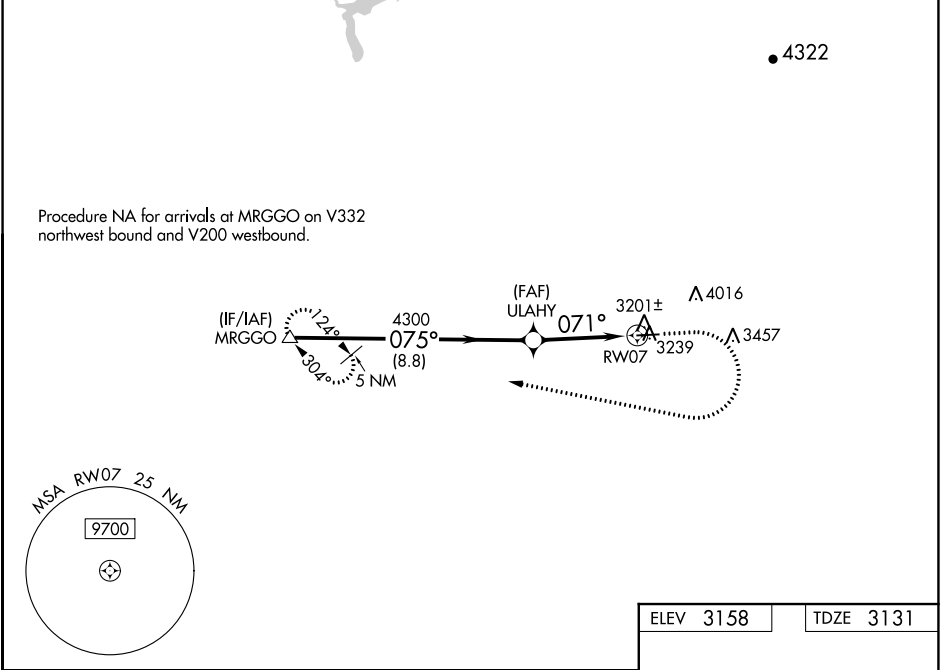 4322
Procedure NA for arrivals at MRGGO on V332
northwest bound and V200 westbound.
(IF/IAF)
MRGGO
124°
304°
5 NM
4300
075°
(8.8)
(FAF)
ULAHY
071°
3201±
RW07
3239
4016
3457
MSA RW07 25 NM
9700
ELEV 3158
TDZE 3131